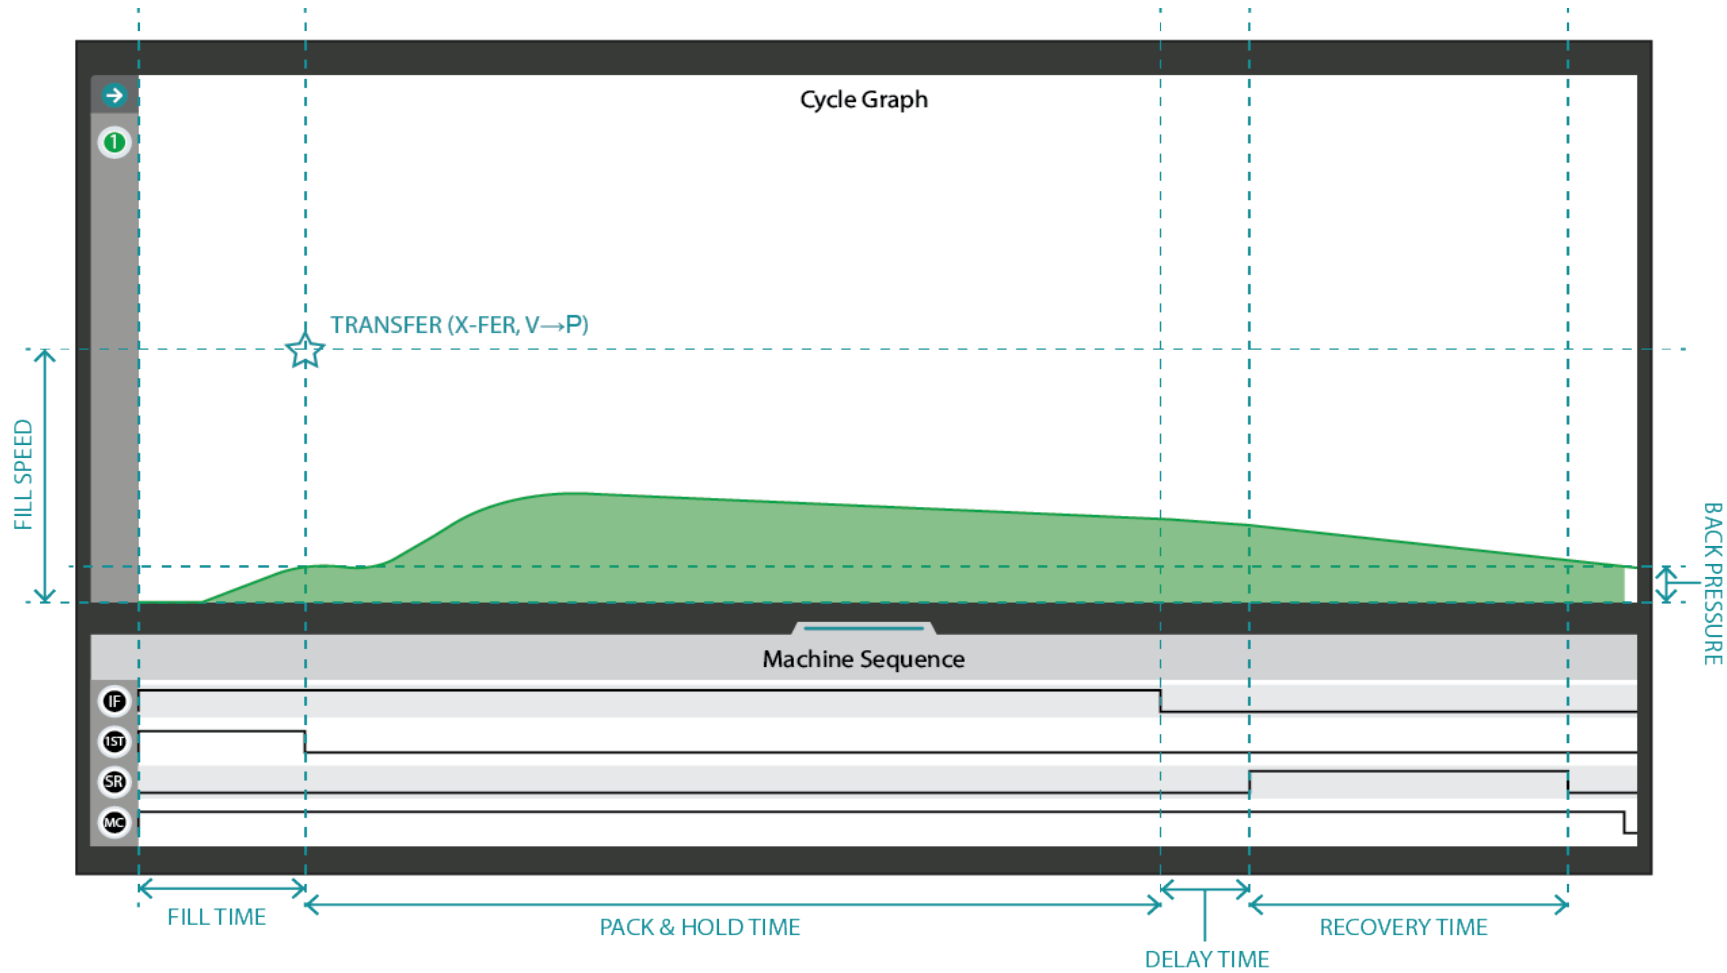 Cycle Graph
1
TRANSFER (X-FER, V→P)
FILL SPEED
BACK PRESSURE
Machine Sequence
IF
1ST
SR
MC
FILL TIME
PACK & HOLD TIME
RECOVERY TIME
DELAY TIME